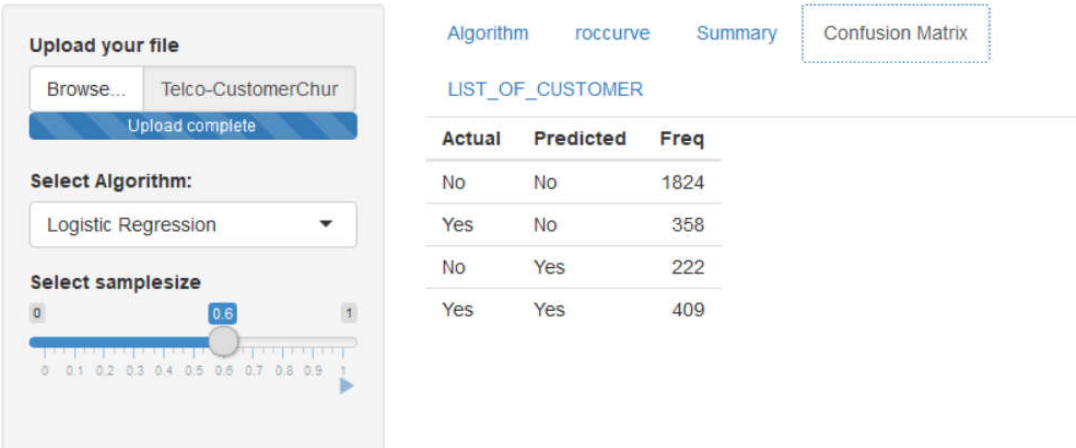 Upload your file
Browse... Telco-CustomerChur
Upload complete
Select Algorithm:
Logistic Regression
Select samplesize
0 0.6 1
0 0.1 0.2 0.3 0.4 0.5 0.6 0.7 0.8 0.9 1
Algorithm roccurve Summary Confusion Matrix
LIST_OF_CUSTOMER
Actual Predicted Freq
No No 1824
Yes No 358
No Yes 222
Yes Yes 409